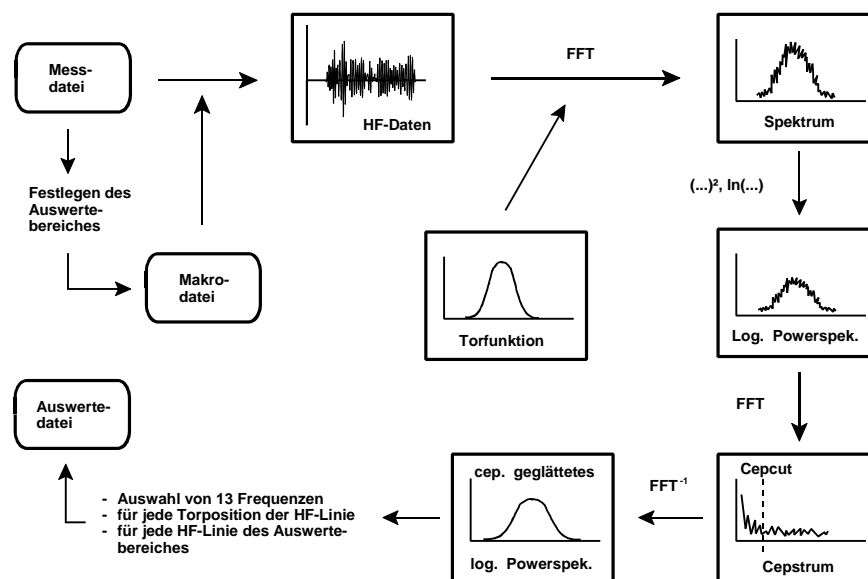 Mess-
datei
HF-Daten
FFT
Spektrum
Festlegen des
Auswerte-
bereiches
(...)², ln(...)
Makro-
datei
Torfunktion
Log. Powerspek.
FFT
Auswerte-
datei
- Auswahl von 13 Frequenzen
- für jede Torposition der HF-Linie
- für jede HF-Linie des Auswerte-
bereiches
cep. geglättetes
log. Powerspek.
FFT⁻¹
Cepcut
Cepstrum